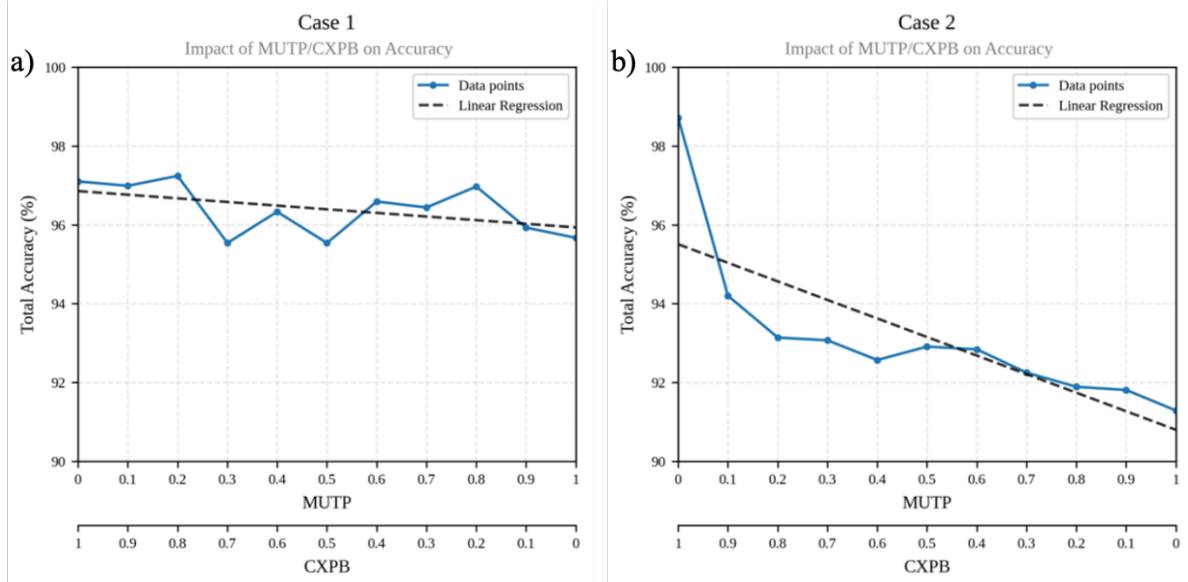 a)
Case 1
Impact of MUTP/CXPB on Accuracy
Data points
Linear Regression
Total Accuracy (%)
100
98
96
94
92
90
0 0.1 0.2 0.3 0.4 0.5 0.6 0.7 0.8 0.9 1
MUTP
1 0.9 0.8 0.7 0.6 0.5 0.4 0.3 0.2 0.1 0
CXPB
b)
Case 2
Impact of MUTP/CXPB on Accuracy
Data points
Linear Regression
Total Accuracy (%)
100
98
96
94
92
90
0 0.1 0.2 0.3 0.4 0.5 0.6 0.7 0.8 0.9 1
MUTP
1 0.9 0.8 0.7 0.6 0.5 0.4 0.3 0.2 0.1 0
CXPB